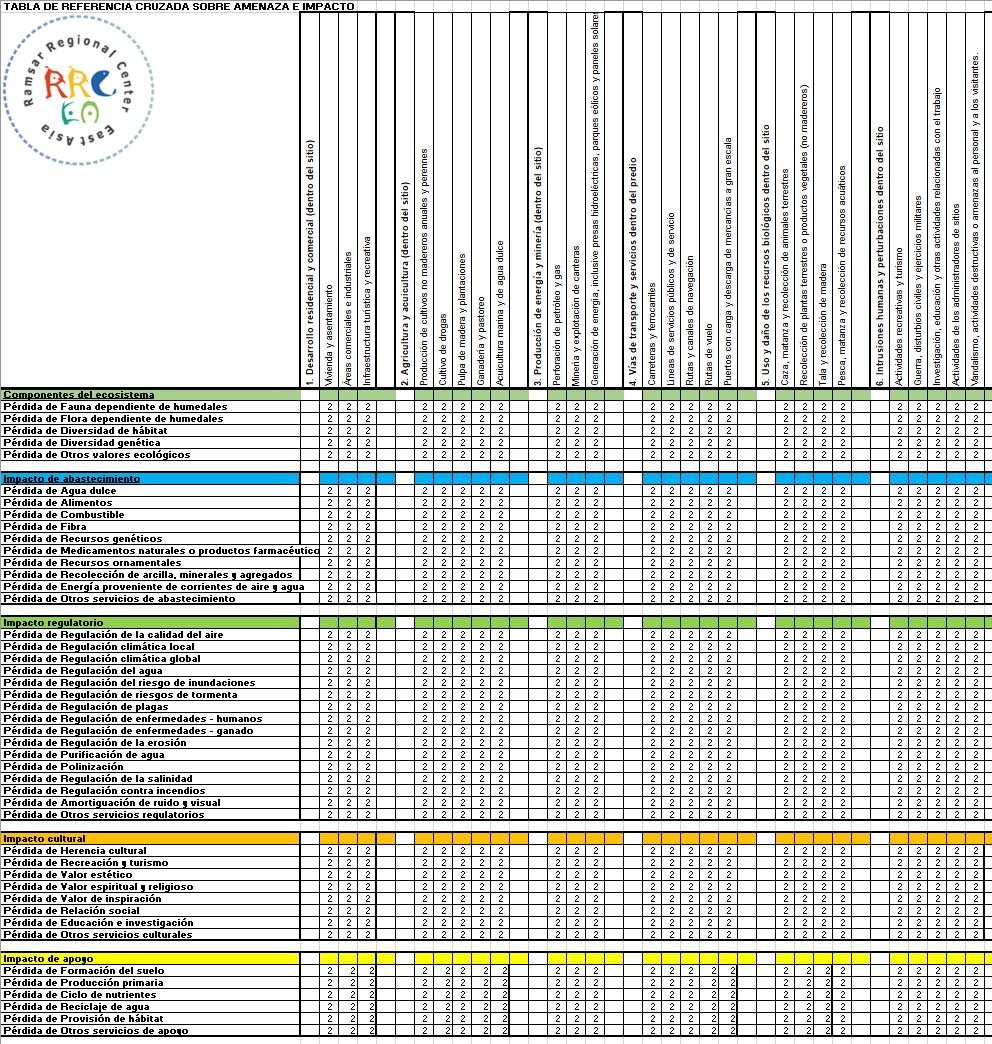 TABLA DE REFERENCIA CRUZADA SOBRE AMENAZA E IMPACTO
Ramsar Regional Center
RRC
EA
East Asia
1. Desarrollo residencial y comercial (dentro del sitio)
Vivienda y asentamiento
Áreas comerciales e industriales
Infraestructura turística y recreativa
2. Agricultura y acuicultura (dentro del sitio)
Producción de cultivos no madereros anuales y perennes
Cultivo de drogas
Pulpa de madera y plantaciones
Ganadería y pastoreo
Acuicultura marina y de agua dulce
3. Producción de energía y minería (dentro del sitio)
Perforación de petróleo y gas
Minería y explotación de canteras
Generación de energía, inclusive presas hidroeléctricas, parques eólicos y paneles solares
4. Vías de transporte y servicios dentro del predio
Carreteras y ferrocarriles
Líneas de servicios públicos y de servicio
Rutas y canales de navegación
Rutas de vuelo
Puertos con carga y descarga de mercancías a gran escala
5. Uso y daño de los recursos biológicos dentro del sitio
Caza, matanza y recolección de animales terrestres
Recolección de plantas terrestres o productos vegetales (no madereros)
Tala y recolección de madera
Pesca, matanza y recolección de recursos acuáticos
6. Intrusiones humanas y perturbaciones dentro del sitio
Actividades recreativas y turismo
Guerra, disturbios civiles y ejercicios militares
Investigación, educación y otras actividades relacionadas con el trabajo
Actividades de los administradores de sitios
Vandalismo, actividades destructivas o amenazas al personal y a los visitantes.
Componentes del ecosistema
Pérdida de Fauna dependiente de humedales 2 2 2 2 2 2 2 2 2 2 2 2 2 2 2 2 2 2 2 2 2 2 2 2 2
Pérdida de Flora dependiente de humedales 2 2 2 2 2 2 2 2 2 2 2 2 2 2 2 2 2 2 2 2 2 2 2 2 2
Pérdida de Diversidad de hábitat 2 2 2 2 2 2 2 2 2 2 2 2 2 2 2 2 2 2 2 2 2 2 2 2 2
Pérdida de Diversidad genética 2 2 2 2 2 2 2 2 2 2 2 2 2 2 2 2 2 2 2 2 2 2 2 2 2
Pérdida de Otros valores ecológicos 2 2 2 2 2 2 2 2 2 2 2 2 2 2 2 2 2 2 2 2 2 2 2 2 2
Impacto de abastecimiento
Pérdida de Agua dulce 2 2 2 2 2 2 2 2 2 2 2 2 2 2 2 2 2 2 2 2 2 2 2 2 2
Pérdida de Alimentos 2 2 2 2 2 2 2 2 2 2 2 2 2 2 2 2 2 2 2 2 2 2 2 2 2
Pérdida de Combustible 2 2 2 2 2 2 2 2 2 2 2 2 2 2 2 2 2 2 2 2 2 2 2 2 2
Pérdida de Fibra 2 2 2 2 2 2 2 2 2 2 2 2 2 2 2 2 2 2 2 2 2 2 2 2 2
Pérdida de Recursos genéticos 2 2 2 2 2 2 2 2 2 2 2 2 2 2 2 2 2 2 2 2 2 2 2 2 2
Pérdida de Medicamentos naturales o productos farmacéutico 2 2 2 2 2 2 2 2 2 2 2 2 2 2 2 2 2 2 2 2 2 2 2 2 2
Pérdida de Recursos ornamentales 2 2 2 2 2 2 2 2 2 2 2 2 2 2 2 2 2 2 2 2 2 2 2 2 2
Pérdida de Recolección de arcilla, minerales y agregados 2 2 2 2 2 2 2 2 2 2 2 2 2 2 2 2 2 2 2 2 2 2 2 2 2
Pérdida de Energía proveniente de corrientes de aire y agua 2 2 2 2 2 2 2 2 2 2 2 2 2 2 2 2 2 2 2 2 2 2 2 2 2
Pérdida de Otros servicios de abastecimiento 2 2 2 2 2 2 2 2 2 2 2 2 2 2 2 2 2 2 2 2 2 2 2 2 2
Impacto regulatorio
Pérdida de Regulación de la calidad del aire 2 2 2 2 2 2 2 2 2 2 2 2 2 2 2 2 2 2 2 2 2 2 2 2 2
Pérdida de Regulación climática local 2 2 2 2 2 2 2 2 2 2 2 2 2 2 2 2 2 2 2 2 2 2 2 2 2
Pérdida de Regulación climática global 2 2 2 2 2 2 2 2 2 2 2 2 2 2 2 2 2 2 2 2 2 2 2 2 2
Pérdida de Regulación del agua 2 2 2 2 2 2 2 2 2 2 2 2 2 2 2 2 2 2 2 2 2 2 2 2 2
Pérdida de Regulación del riesgo de inundaciones 2 2 2 2 2 2 2 2 2 2 2 2 2 2 2 2 2 2 2 2 2 2 2 2 2
Pérdida de Regulación de riesgos de tormenta 2 2 2 2 2 2 2 2 2 2 2 2 2 2 2 2 2 2 2 2 2 2 2 2 2
Pérdida de Regulación de plagas 2 2 2 2 2 2 2 2 2 2 2 2 2 2 2 2 2 2 2 2 2 2 2 2 2
Pérdida de Regulación de enfermedades - humanos 2 2 2 2 2 2 2 2 2 2 2 2 2 2 2 2 2 2 2 2 2 2 2 2 2
Pérdida de Regulación de enfermedades - ganado 2 2 2 2 2 2 2 2 2 2 2 2 2 2 2 2 2 2 2 2 2 2 2 2 2
Pérdida de Regulación de la erosión 2 2 2 2 2 2 2 2 2 2 2 2 2 2 2 2 2 2 2 2 2 2 2 2 2
Pérdida de Purificación de agua 2 2 2 2 2 2 2 2 2 2 2 2 2 2 2 2 2 2 2 2 2 2 2 2 2
Pérdida de Polinización 2 2 2 2 2 2 2 2 2 2 2 2 2 2 2 2 2 2 2 2 2 2 2 2 2
Pérdida de Regulación de la salinidad 2 2 2 2 2 2 2 2 2 2 2 2 2 2 2 2 2 2 2 2 2 2 2 2 2
Pérdida de Regulación contra incendios 2 2 2 2 2 2 2 2 2 2 2 2 2 2 2 2 2 2 2 2 2 2 2 2 2
Pérdida de Amortiguación de ruido y visual 2 2 2 2 2 2 2 2 2 2 2 2 2 2 2 2 2 2 2 2 2 2 2 2 2
Pérdida de Otros servicios regulatorios 2 2 2 2 2 2 2 2 2 2 2 2 2 2 2 2 2 2 2 2 2 2 2 2 2
Impacto cultural
Pérdida de Herencia cultural 2 2 2 2 2 2 2 2 2 2 2 2 2 2 2 2 2 2 2 2 2 2 2 2 2
Pérdida de Recreación y turismo 2 2 2 2 2 2 2 2 2 2 2 2 2 2 2 2 2 2 2 2 2 2 2 2 2
Pérdida de Valor estético 2 2 2 2 2 2 2 2 2 2 2 2 2 2 2 2 2 2 2 2 2 2 2 2 2
Pérdida de Valor espiritual y religioso 2 2 2 2 2 2 2 2 2 2 2 2 2 2 2 2 2 2 2 2 2 2 2 2 2
Pérdida de Valor de inspiración 2 2 2 2 2 2 2 2 2 2 2 2 2 2 2 2 2 2 2 2 2 2 2 2 2
Pérdida de Relación social 2 2 2 2 2 2 2 2 2 2 2 2 2 2 2 2 2 2 2 2 2 2 2 2 2
Pérdida de Educación e investigación 2 2 2 2 2 2 2 2 2 2 2 2 2 2 2 2 2 2 2 2 2 2 2 2 2
Pérdida de Otros servicios culturales 2 2 2 2 2 2 2 2 2 2 2 2 2 2 2 2 2 2 2 2 2 2 2 2 2
Impacto de apoyo
Pérdida de Formación del suelo 2 2 2 2 2 2 2 2 2 2 2 2 2 2 2 2 2 2 2 2 2 2 2 2 2
Pérdida de Producción primaria 2 2 2 2 2 2 2 2 2 2 2 2 2 2 2 2 2 2 2 2 2 2 2 2 2
Pérdida de Ciclo de nutrientes 2 2 2 2 2 2 2 2 2 2 2 2 2 2 2 2 2 2 2 2 2 2 2 2 2
Pérdida de Reciclaje de agua 2 2 2 2 2 2 2 2 2 2 2 2 2 2 2 2 2 2 2 2 2 2 2 2 2
Pérdida de Provisión de hábitat 2 2 2 2 2 2 2 2 2 2 2 2 2 2 2 2 2 2 2 2 2 2 2 2 2
Pérdida de Otros servicios de apoyo 2 2 2 2 2 2 2 2 2 2 2 2 2 2 2 2 2 2 2 2 2 2 2 2 2